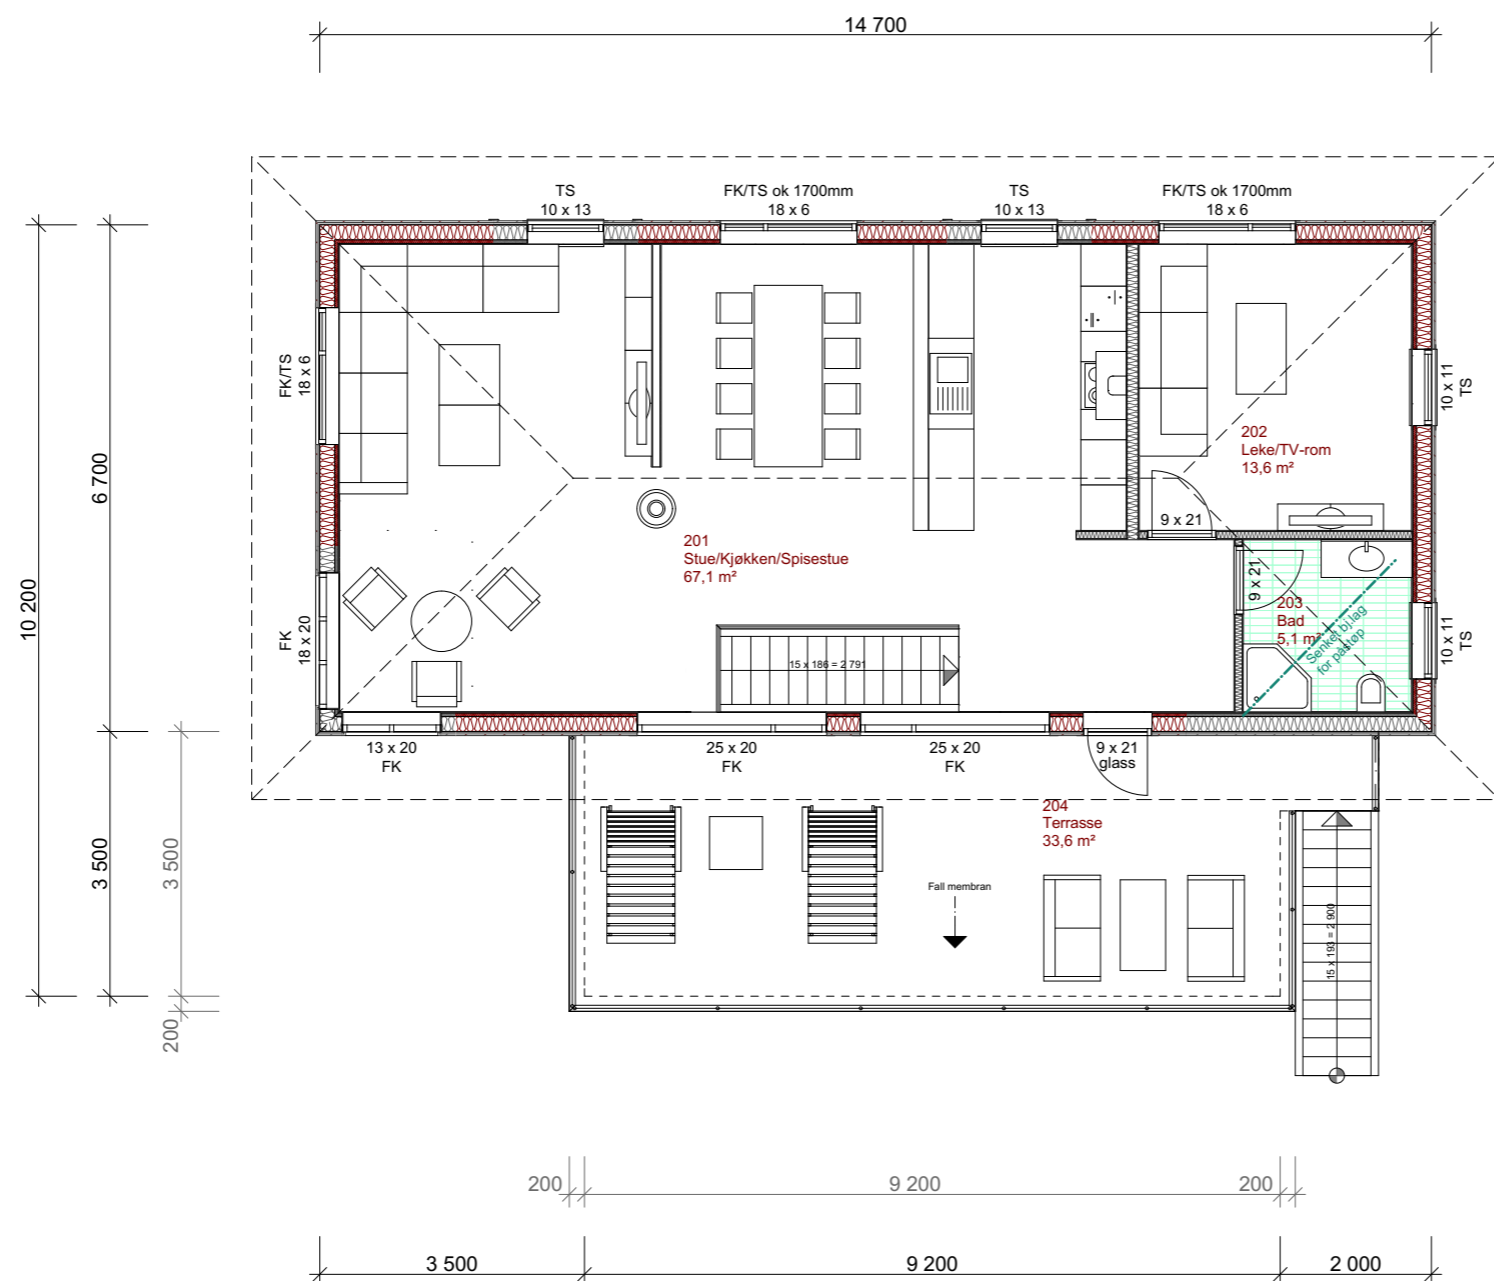 14 700
TS
10 x 13
FK/TS ok 1700mm
18 x 6
TS
10 x 13
FK/TS ok 1700mm
18 x 6
10 200
6 700
3 500
3 500
200
FK/TS
18 x 6
FK
18 x 20
10 x 11
TS
10 x 11
TS
202
Leke/TV-rom
13,6 m²
9 x 21
201
Stue/Kjøkken/Spisestue
67,1 m²
9 x 21
203
Bad
5,1 m²
Senket bj.lag
for påstøp
15 x 186 = 2 791
13 x 20
FK
25 x 20
FK
25 x 20
FK
9 x 21
glass
204
Terrasse
33,6 m²
Fall membran
15 x 193 = 2 900
200
9 200
200
3 500
9 200
2 000